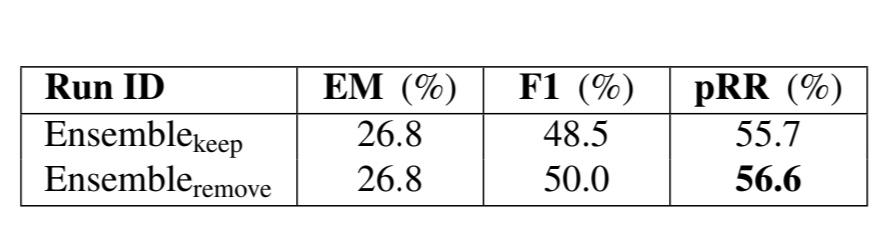 Run ID EM (%) F1 (%) pRR (%)
Ensemblekeep 26.8 48.5 55.7
Ensembleremove 26.8 50.0 56.6